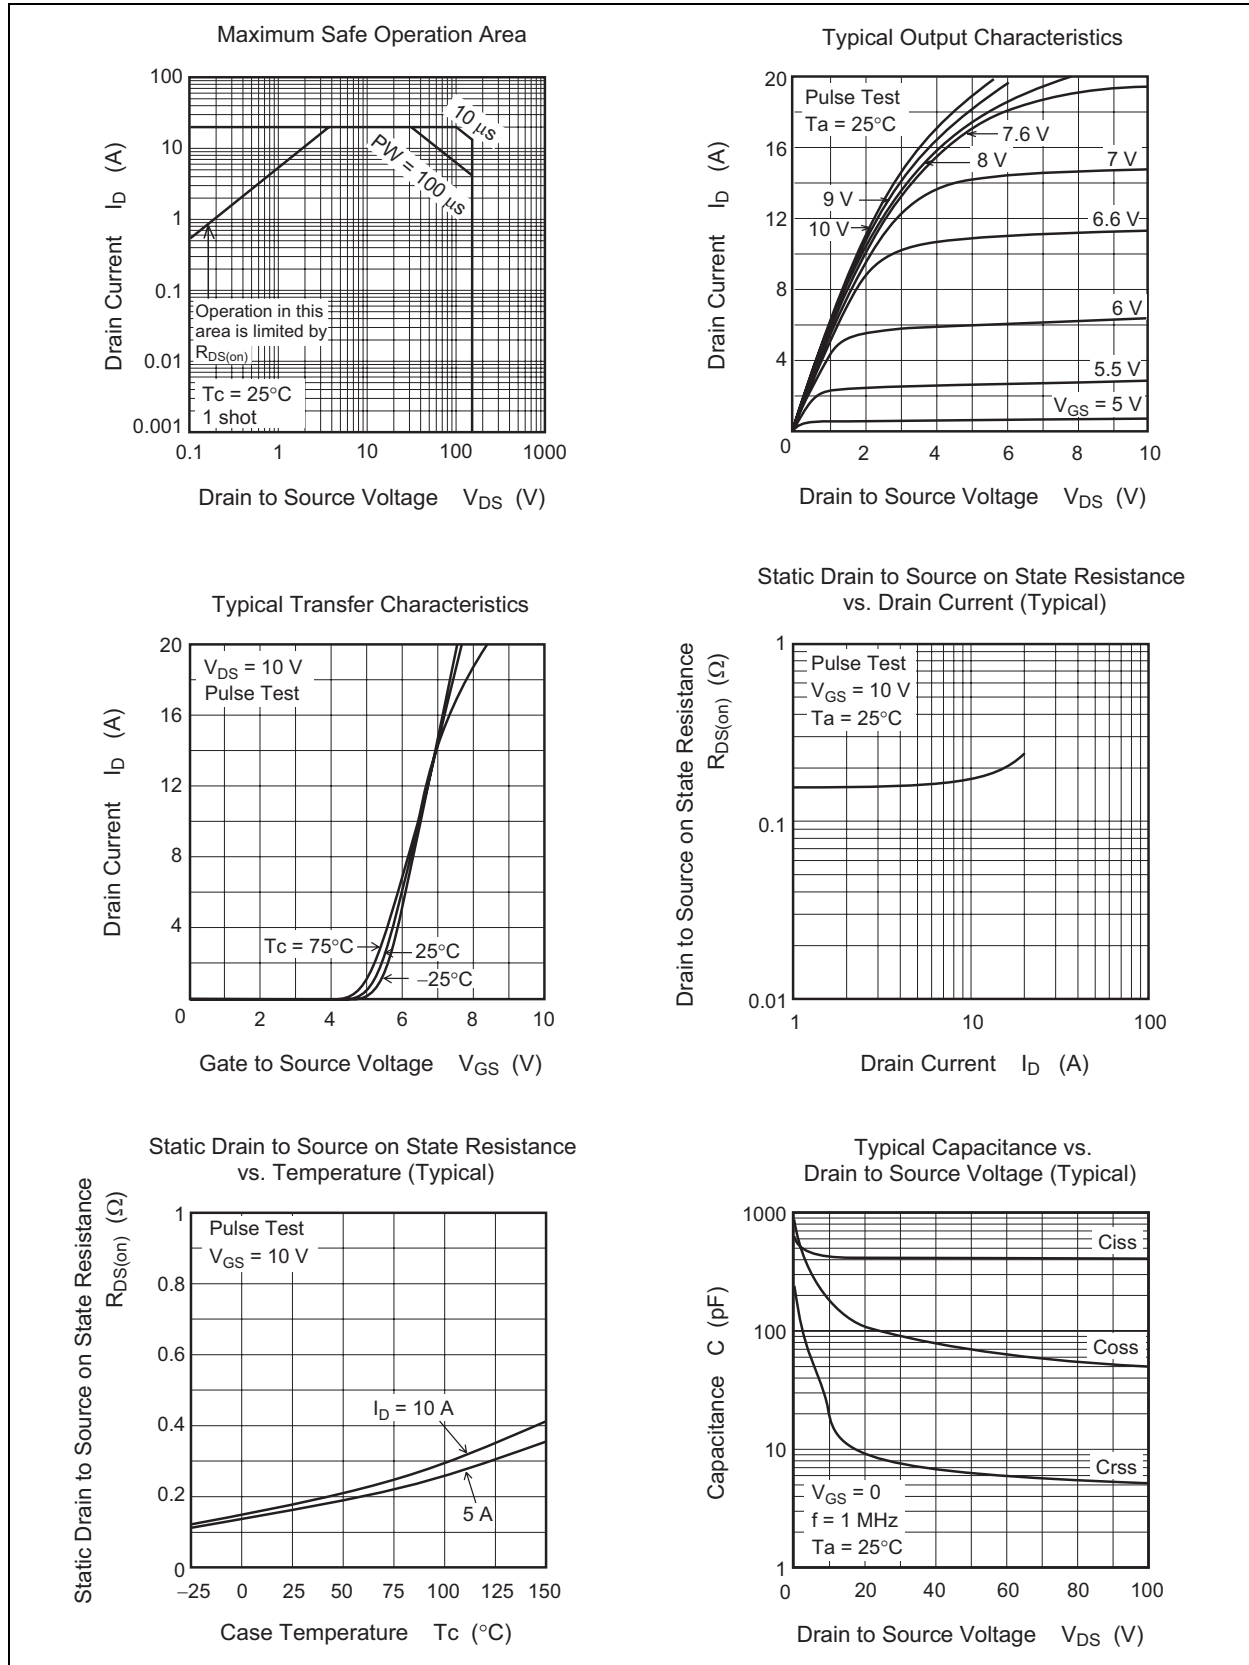 Maximum Safe Operation Area
100
10
1
0.1
0.01
0.001
Drain Current I_D (A)
10 μs
PW = 100 μs
Operation in this
area is limited by
R_DS(on)
Tc = 25°C
1 shot
0.1 1 10 100 1000
Drain to Source Voltage V_DS (V)
Typical Output Characteristics
20
16
12
8
4
0
Drain Current I_D (A)
Pulse Test
Ta = 25°C
7.6 V
8 V
7 V
9 V
10 V
6.6 V
6 V
5.5 V
V_GS = 5 V
2 4 6 8 10
Drain to Source Voltage V_DS (V)
Typical Transfer Characteristics
20
16
12
8
4
0
Drain Current I_D (A)
V_DS = 10 V
Pulse Test
Tc = 75°C
25°C
−25°C
2 4 6 8 10
Gate to Source Voltage V_GS (V)
Static Drain to Source on State Resistance
vs. Drain Current (Typical)
1
0.1
0.01
Static Drain to Source on State Resistance
R_DS(on) (Ω)
Pulse Test
V_GS = 10 V
Ta = 25°C
1 10 100
Drain Current I_D (A)
Static Drain to Source on State Resistance
vs. Temperature (Typical)
1
0.8
0.6
0.4
0.2
0
Static Drain to Source on State Resistance
R_DS(on) (Ω)
Pulse Test
V_GS = 10 V
I_D = 10 A
5 A
−25 0 25 50 75 100 125 150
Case Temperature Tc (°C)
Typical Capacitance vs.
Drain to Source Voltage (Typical)
1000
100
10
1
Capacitance C (pF)
Ciss
Coss
Crss
V_GS = 0
f = 1 MHz
Ta = 25°C
0 20 40 60 80 100
Drain to Source Voltage V_DS (V)